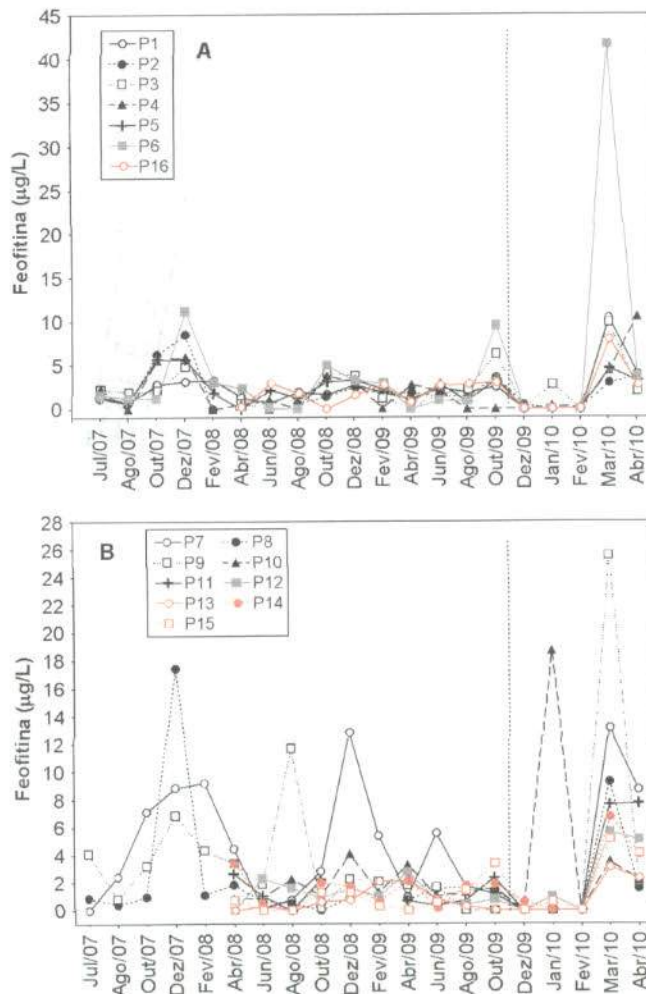 45
40
35
30
25
20
15
10
5
0
Feofitina (µg/L)
A
P1
P2
P3
P4
P5
P6
P16
Jul/07
Ago/07
Out/07
Dez/07
Fev/08
Abr/08
Jun/08
Ago/08
Out/08
Dez/08
Fev/09
Abr/09
Jun/09
Ago/09
Out/09
Dez/09
Jan/10
Fev/10
Mar/10
Abr/10
28
26
24
22
20
18
16
14
12
10
8
6
4
2
0
Feofitina (µg/L)
B
P7 P8
P9 P10
P11 P12
P13 P14
P15
Jul/07
Ago/07
Out/07
Dez/07
Fev/08
Abr/08
Jun/08
Ago/08
Out/08
Dez/08
Fev/09
Abr/09
Jun/09
Ago/09
Out/09
Dez/09
Jan/10
Fev/10
Mar/10
Abr/10